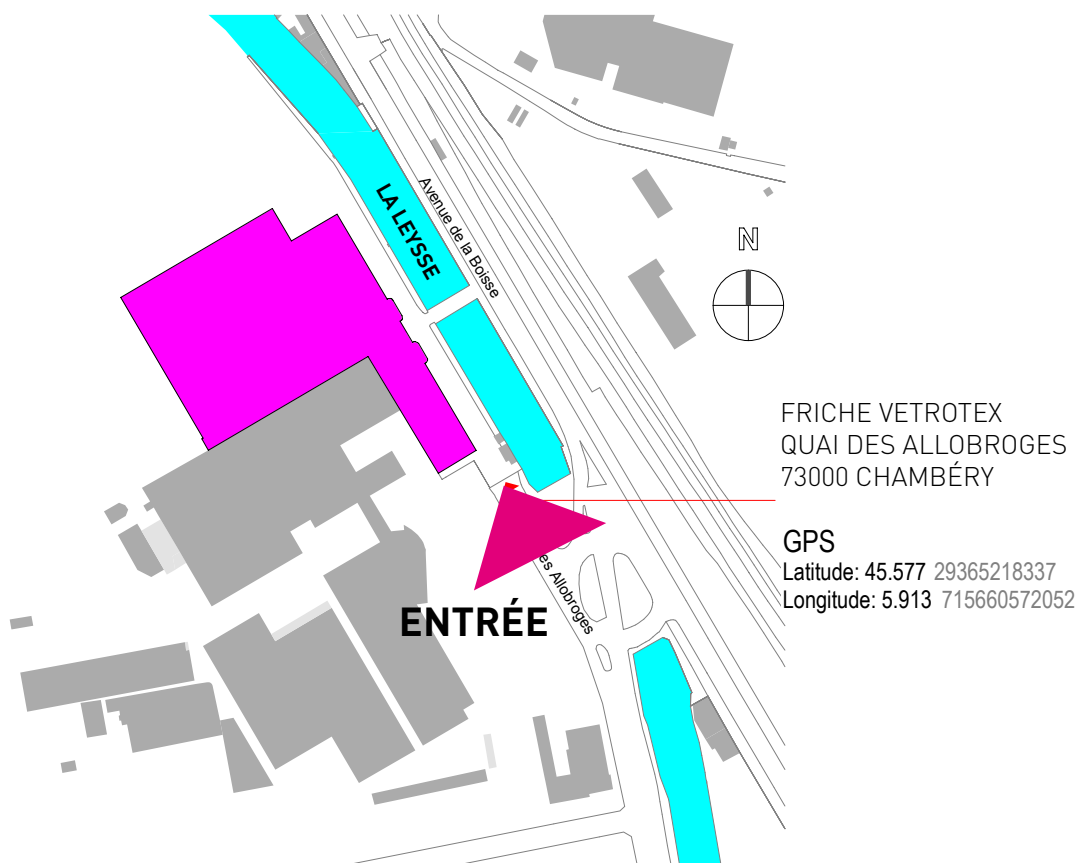 LA LEYSSE
Avenue de la Boisse
N
FRICHE VETROTEX
QUAI DES ALLOBROGES
73000 CHAMBÉRY
GPS
Latitude: 45.577 29365218337
Longitude: 5.913 715660572052
es Allobroges
ENTRÉE